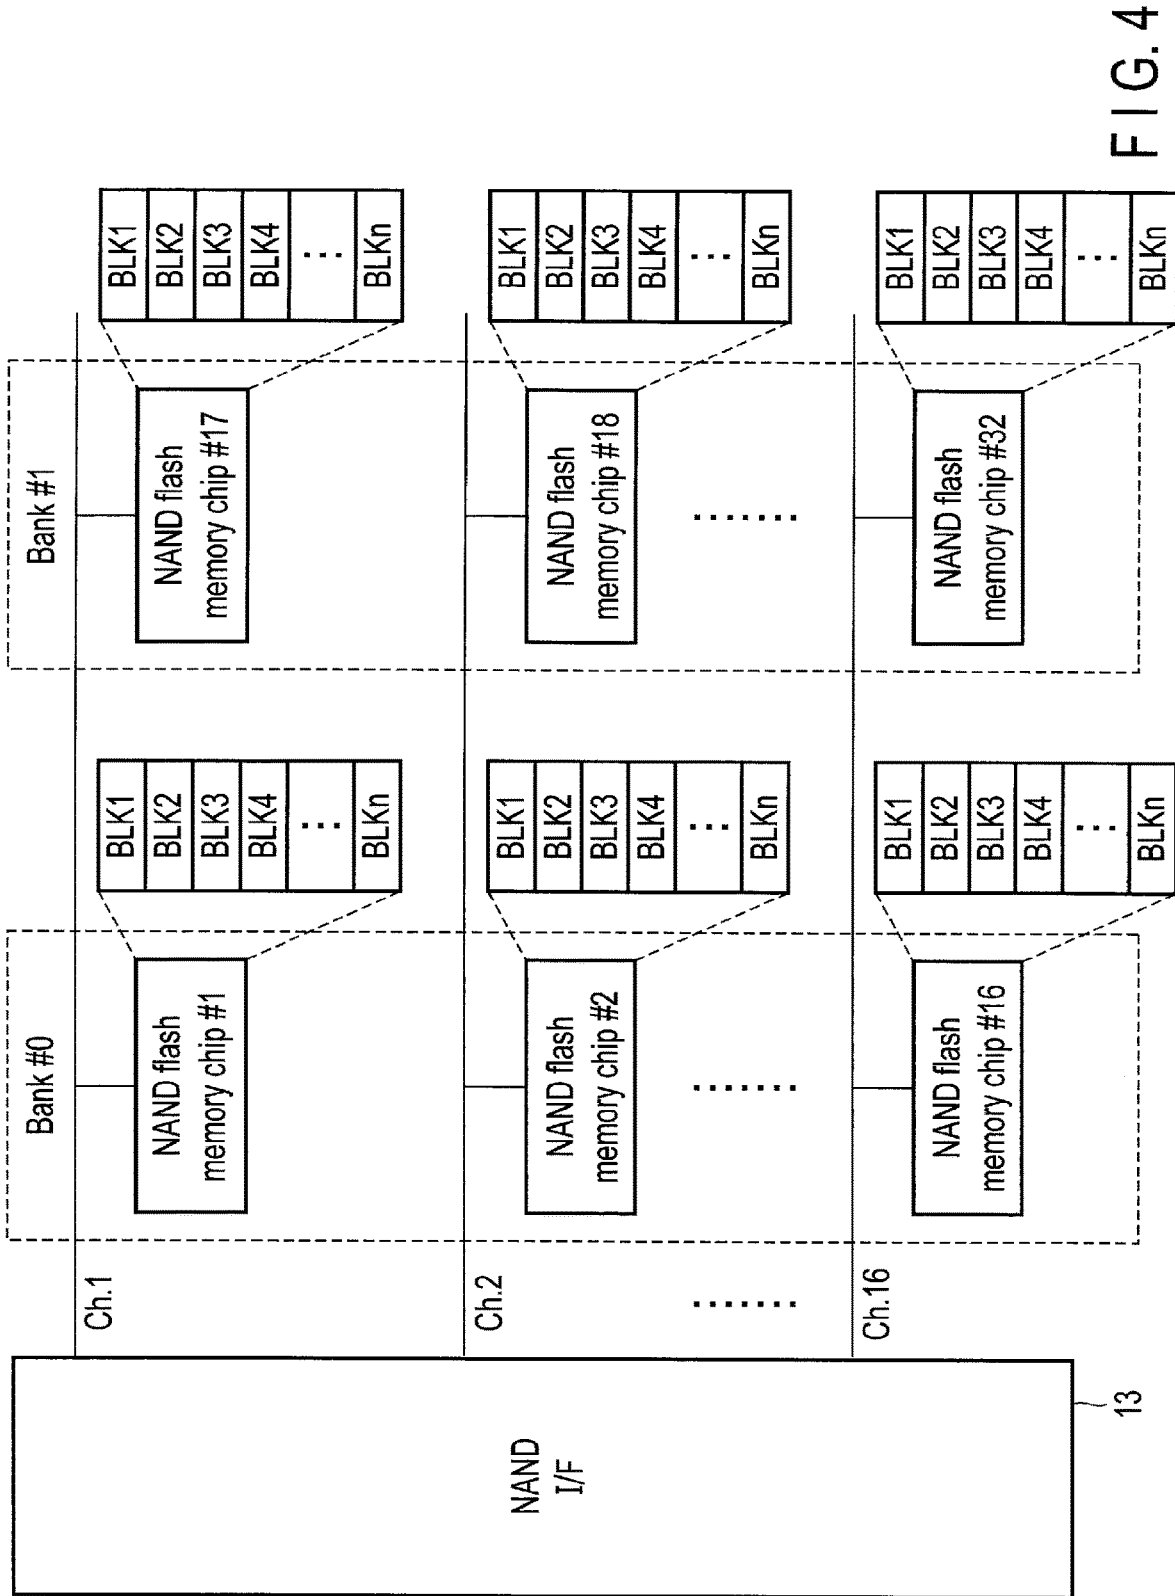 Bank #0
Bank #1
NAND
I/F
13
Ch.1
NAND flash
memory chip #1
BLK1
BLK2
BLK3
BLK4
⋮
BLKn
NAND flash
memory chip #17
BLK1
BLK2
BLK3
BLK4
⋮
BLKn
Ch.2
NAND flash
memory chip #2
BLK1
BLK2
BLK3
BLK4
⋮
BLKn
NAND flash
memory chip #18
BLK1
BLK2
BLK3
BLK4
⋮
BLKn
Ch.16
NAND flash
memory chip #16
BLK1
BLK2
BLK3
BLK4
⋮
BLKn
NAND flash
memory chip #32
BLK1
BLK2
BLK3
BLK4
⋮
BLKn
FIG. 4